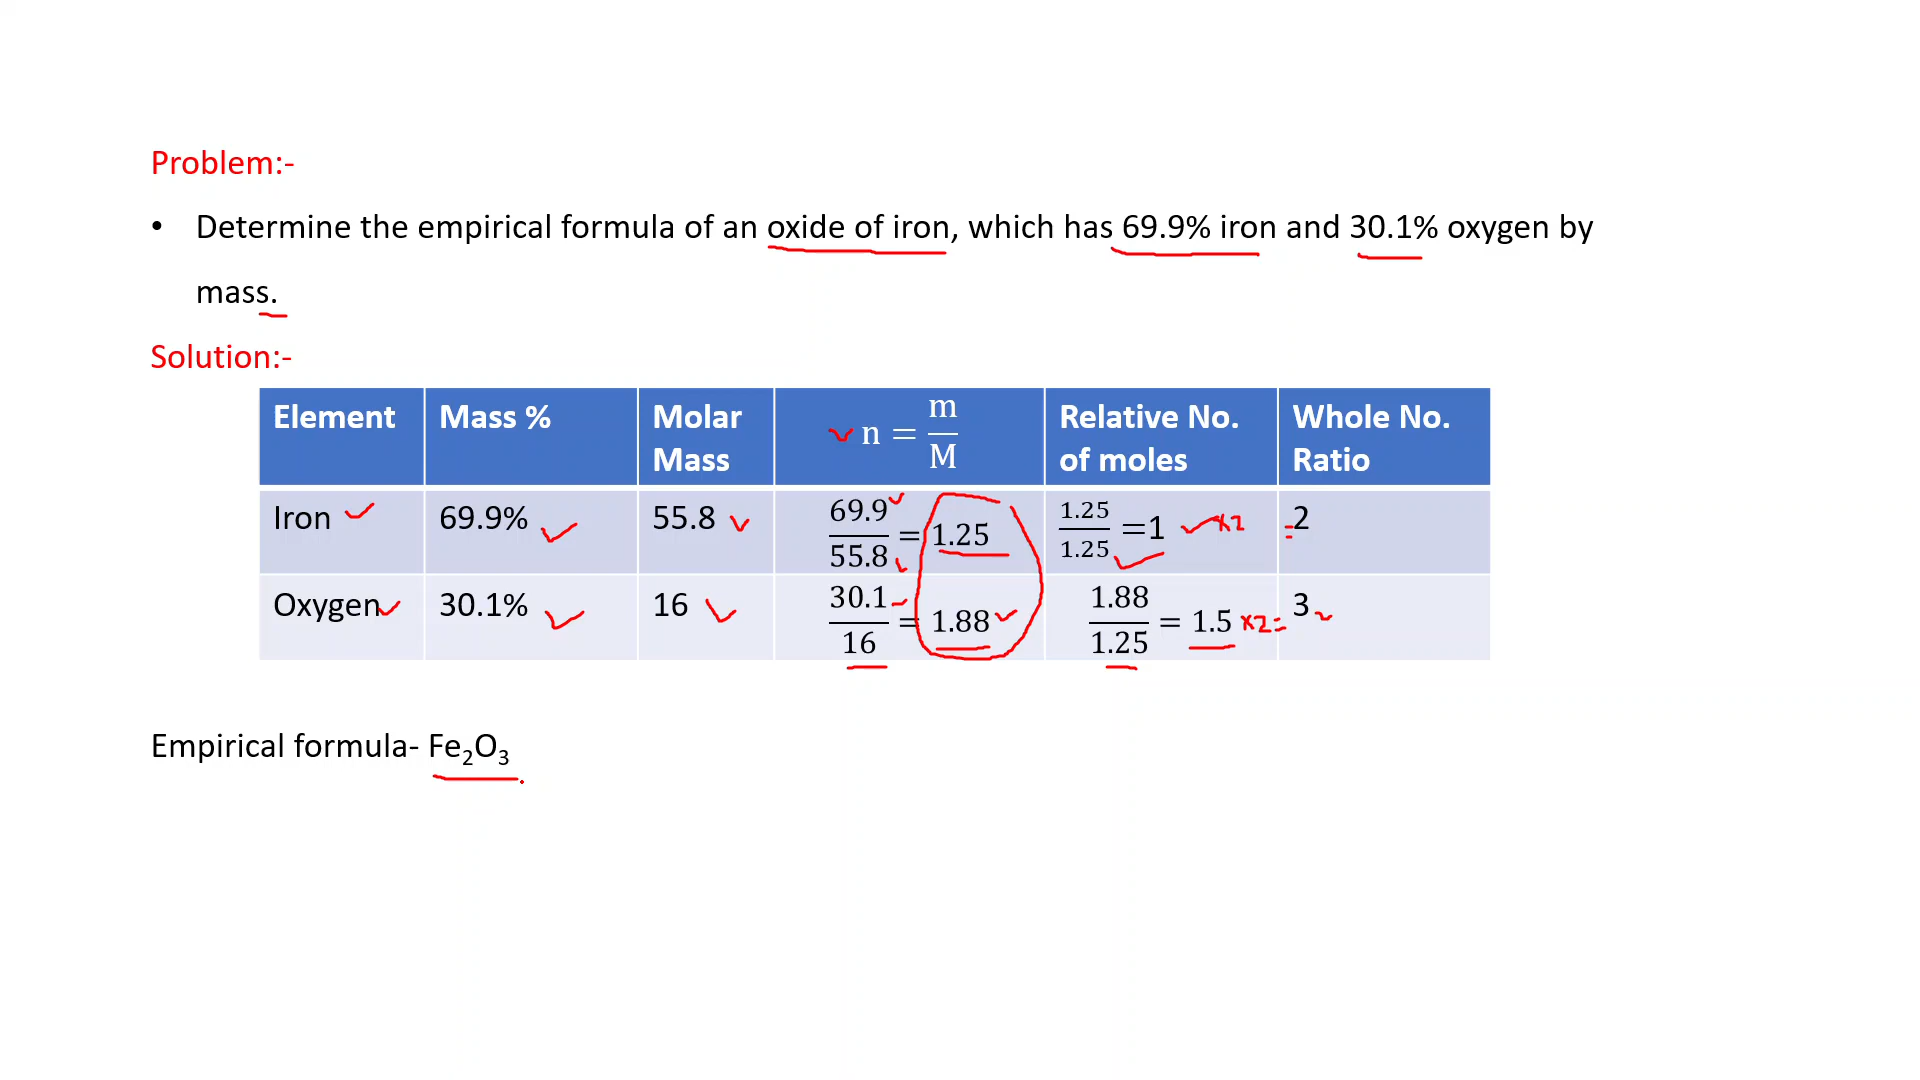 Problem:-
• Determine the empirical formula of an oxide of iron, which has 69.9% iron and 30.1% oxygen by
mass.
Solution:-
Element Mass % Molar Mass n = m/M Relative No. of moles Whole No. Ratio
Iron 69.9% 55.8 69.9/55.8 = 1.25 1.25/1.25 =1 x2 = 2
Oxygen 30.1% 16 30.1/16 = 1.88 1.88/1.25 = 1.5 x2= 3
Empirical formula- Fe₂O₃